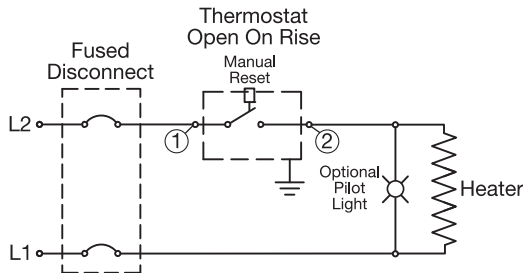 Thermostat
Open On Rise
Fused
Disconnect
Manual
Reset
L2
1
2
Optional
Pilot
Light
Heater
L1